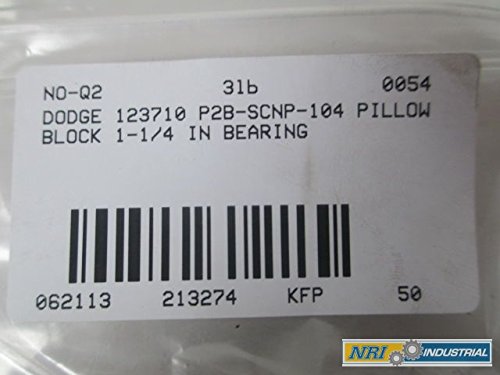 NO-Q2 3lb 0054
DODGE 123710 P2B-SCNP-104 PILLOW
BLOCK 1-1/4 IN BEARING
062113 213274 KFP 50
NRI INDUSTRIAL